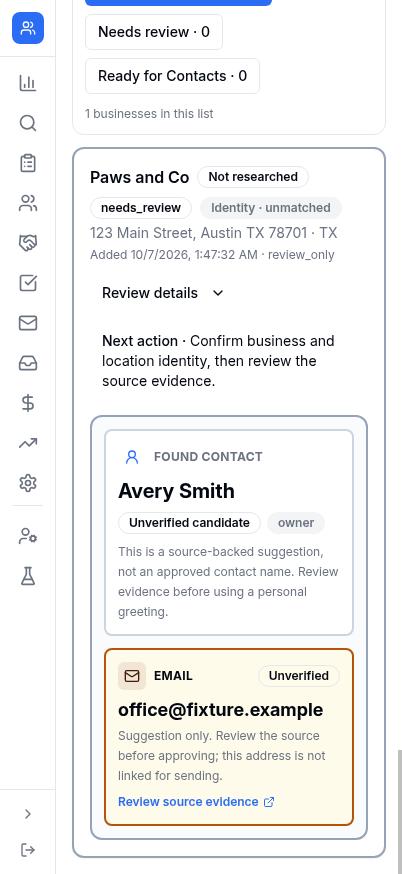 Needs review · 0
Ready for Contacts · 0
1 businesses in this list
Paws and Co
Not researched
needs_review
Identity · unmatched
123 Main Street, Austin TX 78701 · TX
Added 10/7/2026, 1:47:32 AM · review_only
Review details
Next action · Confirm business and
location identity, then review the
source evidence.
FOUND CONTACT
Avery Smith
Unverified candidate
owner
This is a source-backed suggestion,
not an approved contact name. Review
evidence before using a personal
greeting.
EMAIL
Unverified
office@fixture.example
Suggestion only. Review the source
before approving; this address is not
linked for sending.
Review source evidence